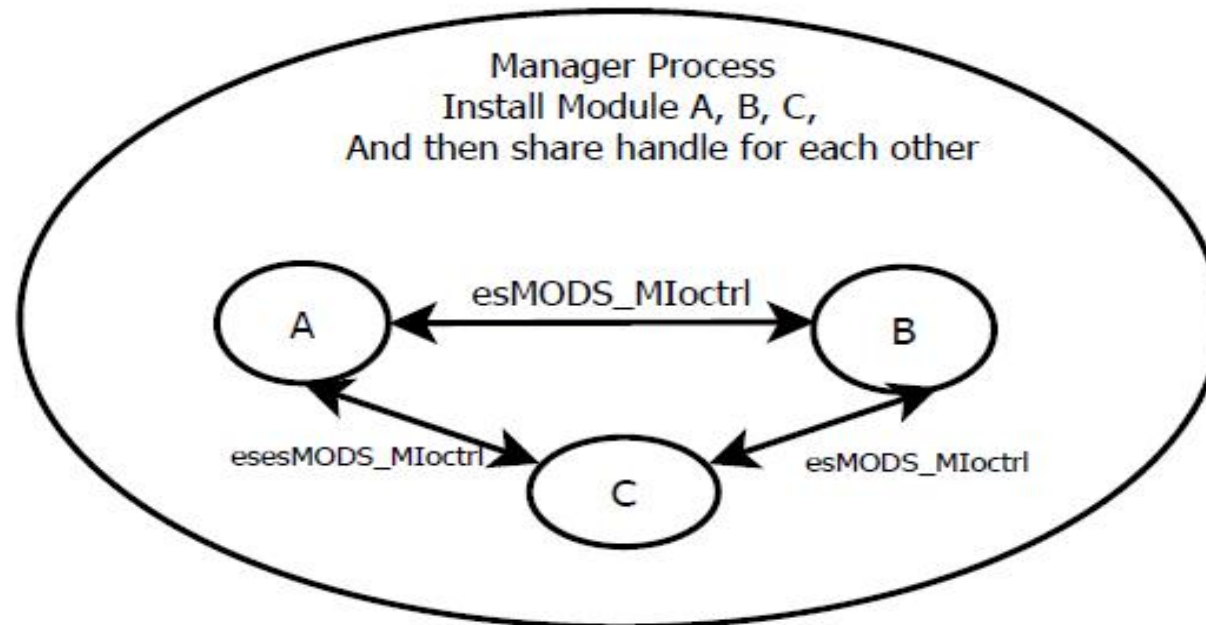 Manager Process
Install Module A, B, C,
And then share handle for each other
esMODS_MIoctrl
A
B
esesMODS_MIoctrl
esMODS_MIoctrl
C